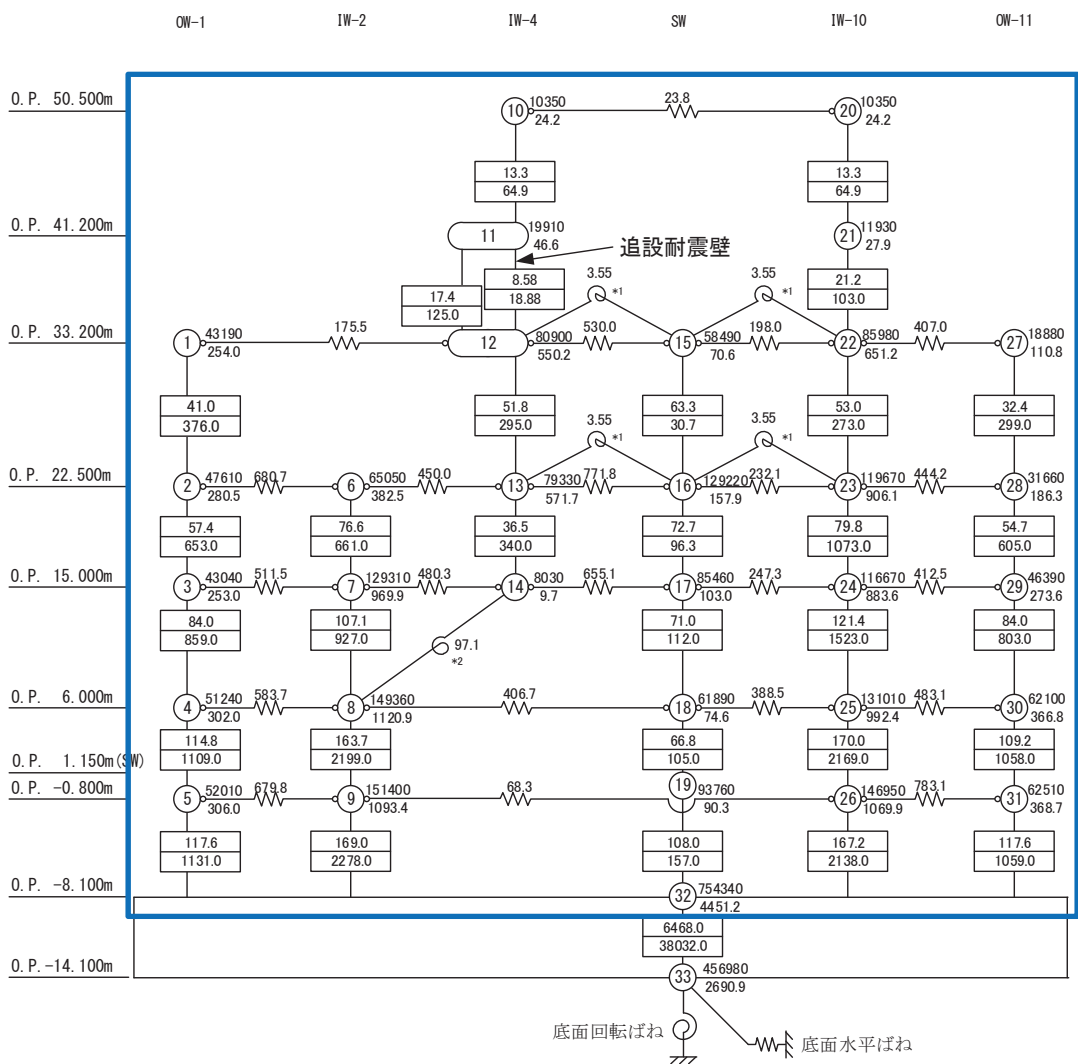 OW-1 IW-2 IW-4 SW IW-10 OW-11
O.P. 50.500m 10 10350 23.8 20 10350
24.2 24.2
13.3 13.3
64.9 64.9
O.P. 41.200m 11 19910 21 11930
46.6 27.9
追設耐震壁
8.58 3.55 3.55 21.2
17.4 18.88 *1 *1 103.0
125.0
O.P. 33.200m 1 43190 175.5 12 80900 530.0 15 58490 198.0 22 85980 407.0 27 18880
254.0 550.2 70.6 651.2 110.8
41.0 51.8 63.3 53.0 32.4
376.0 295.0 30.7 273.0 299.0
3.55 3.55
*1 *1
O.P. 22.500m 2 47610 680.7 6 65050 450.0 13 79330 771.8 16 129220 232.1 23 119670 444.2 28 31660
280.5 382.5 571.7 157.9 906.1 186.3
57.4 76.6 36.5 72.7 79.8 54.7
653.0 661.0 340.0 96.3 1073.0 605.0
O.P. 15.000m 3 43040 511.5 7 129310 480.3 14 8030 655.1 17 85460 247.3 24 116670 412.5 29 46390
253.0 969.9 9.7 103.0 883.6 273.6
84.0 107.1 71.0 121.4 84.0
859.0 927.0 112.0 1523.0 803.0
97.1
*2
O.P. 6.000m 4 51240 583.7 8 149360 406.7 18 61890 388.5 25 131010 483.1 30 62100
302.0 1120.9 74.6 992.4 366.8
114.8 163.7 66.8 170.0 109.2
1109.0 2199.0 105.0 2169.0 1058.0
O.P. 1.150m(SW)
O.P. -0.800m 5 52010 679.8 9 151400 68.3 19 93760 26 146950 783.1 31 62510
306.0 1093.4 90.3 1069.9 368.7
117.6 169.0 108.0 167.2 117.6
1131.0 2278.0 157.0 2138.0 1059.0
O.P. -8.100m 32 754340
4451.2
6468.0
38032.0
O.P.-14.100m 33 456980
2690.9
底面回転ばね 底面水平ばね